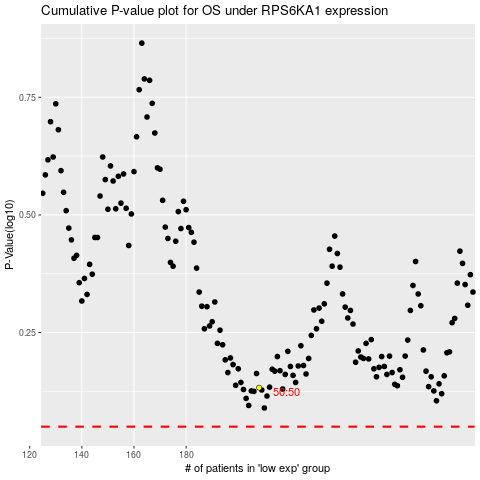 Cumulative P-value plot for OS under RPS6KA1 expression
P-Value(log10)
0.75
0.50
0.25
50:50
120 140 160 180
# of patients in 'low exp' group